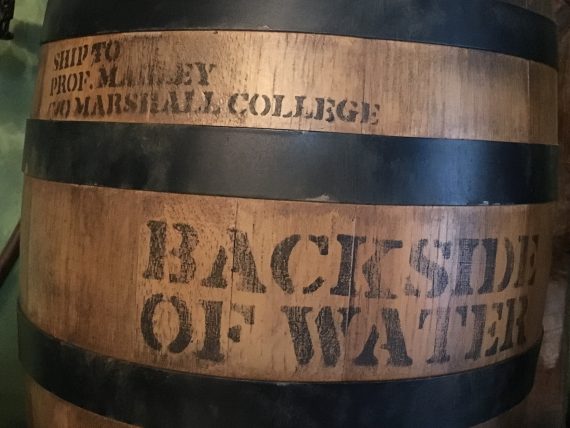 SHIP TO
PROF. MARLEY
C/O MARSHALL COLLEGE
BACKSIDE
OF WATER